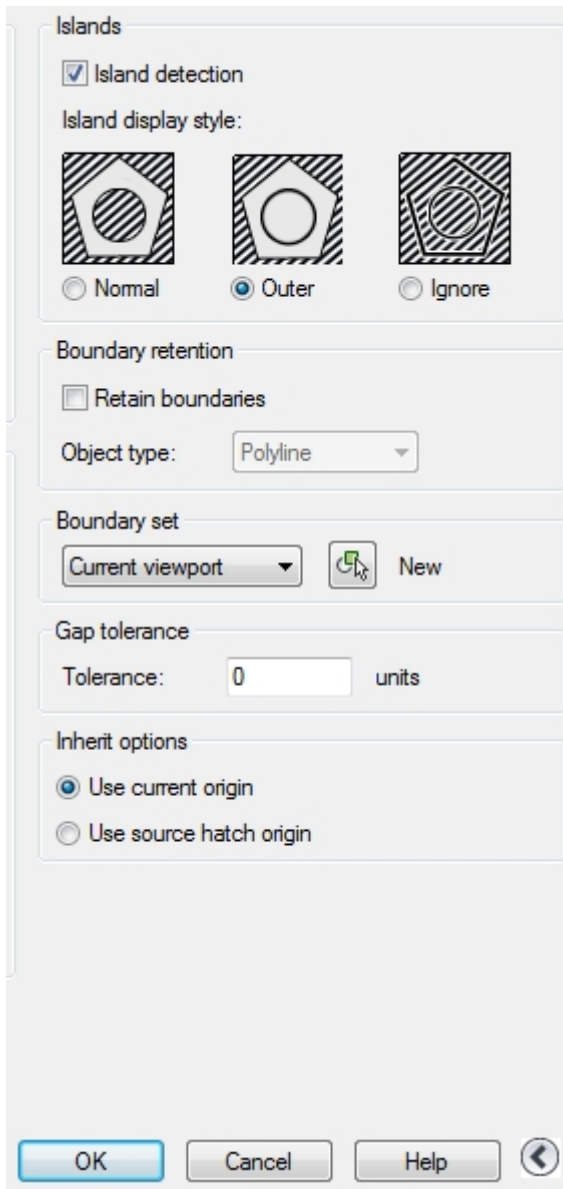 Islands
Island detection
Island display style:
Normal Outer Ignore
Boundary retention
Retain boundaries
Object type: Polyline
Boundary set
Current viewport New
Gap tolerance
Tolerance: 0 units
Inherit options
Use current origin
Use source hatch origin
OK Cancel Help